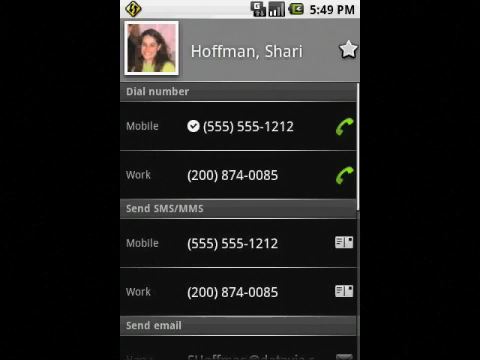 5:49 PM
Hoffman, Shari
Dial number
Mobile (555) 555-1212
Work (200) 874-0085
Send SMS/MMS
Mobile (555) 555-1212
Work (200) 874-0085
Send email